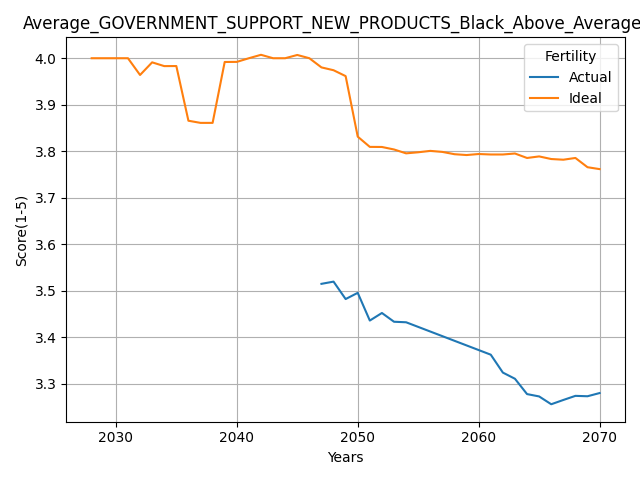 Average_GOVERNMENT_SUPPORT_NEW_PRODUCTS_Black_Above_Average
Fertility
Actual
Ideal
4.0
3.9
3.8
3.7
3.6
3.5
3.4
3.3
Score(1-5)
2030 2040 2050 2060 2070
Years